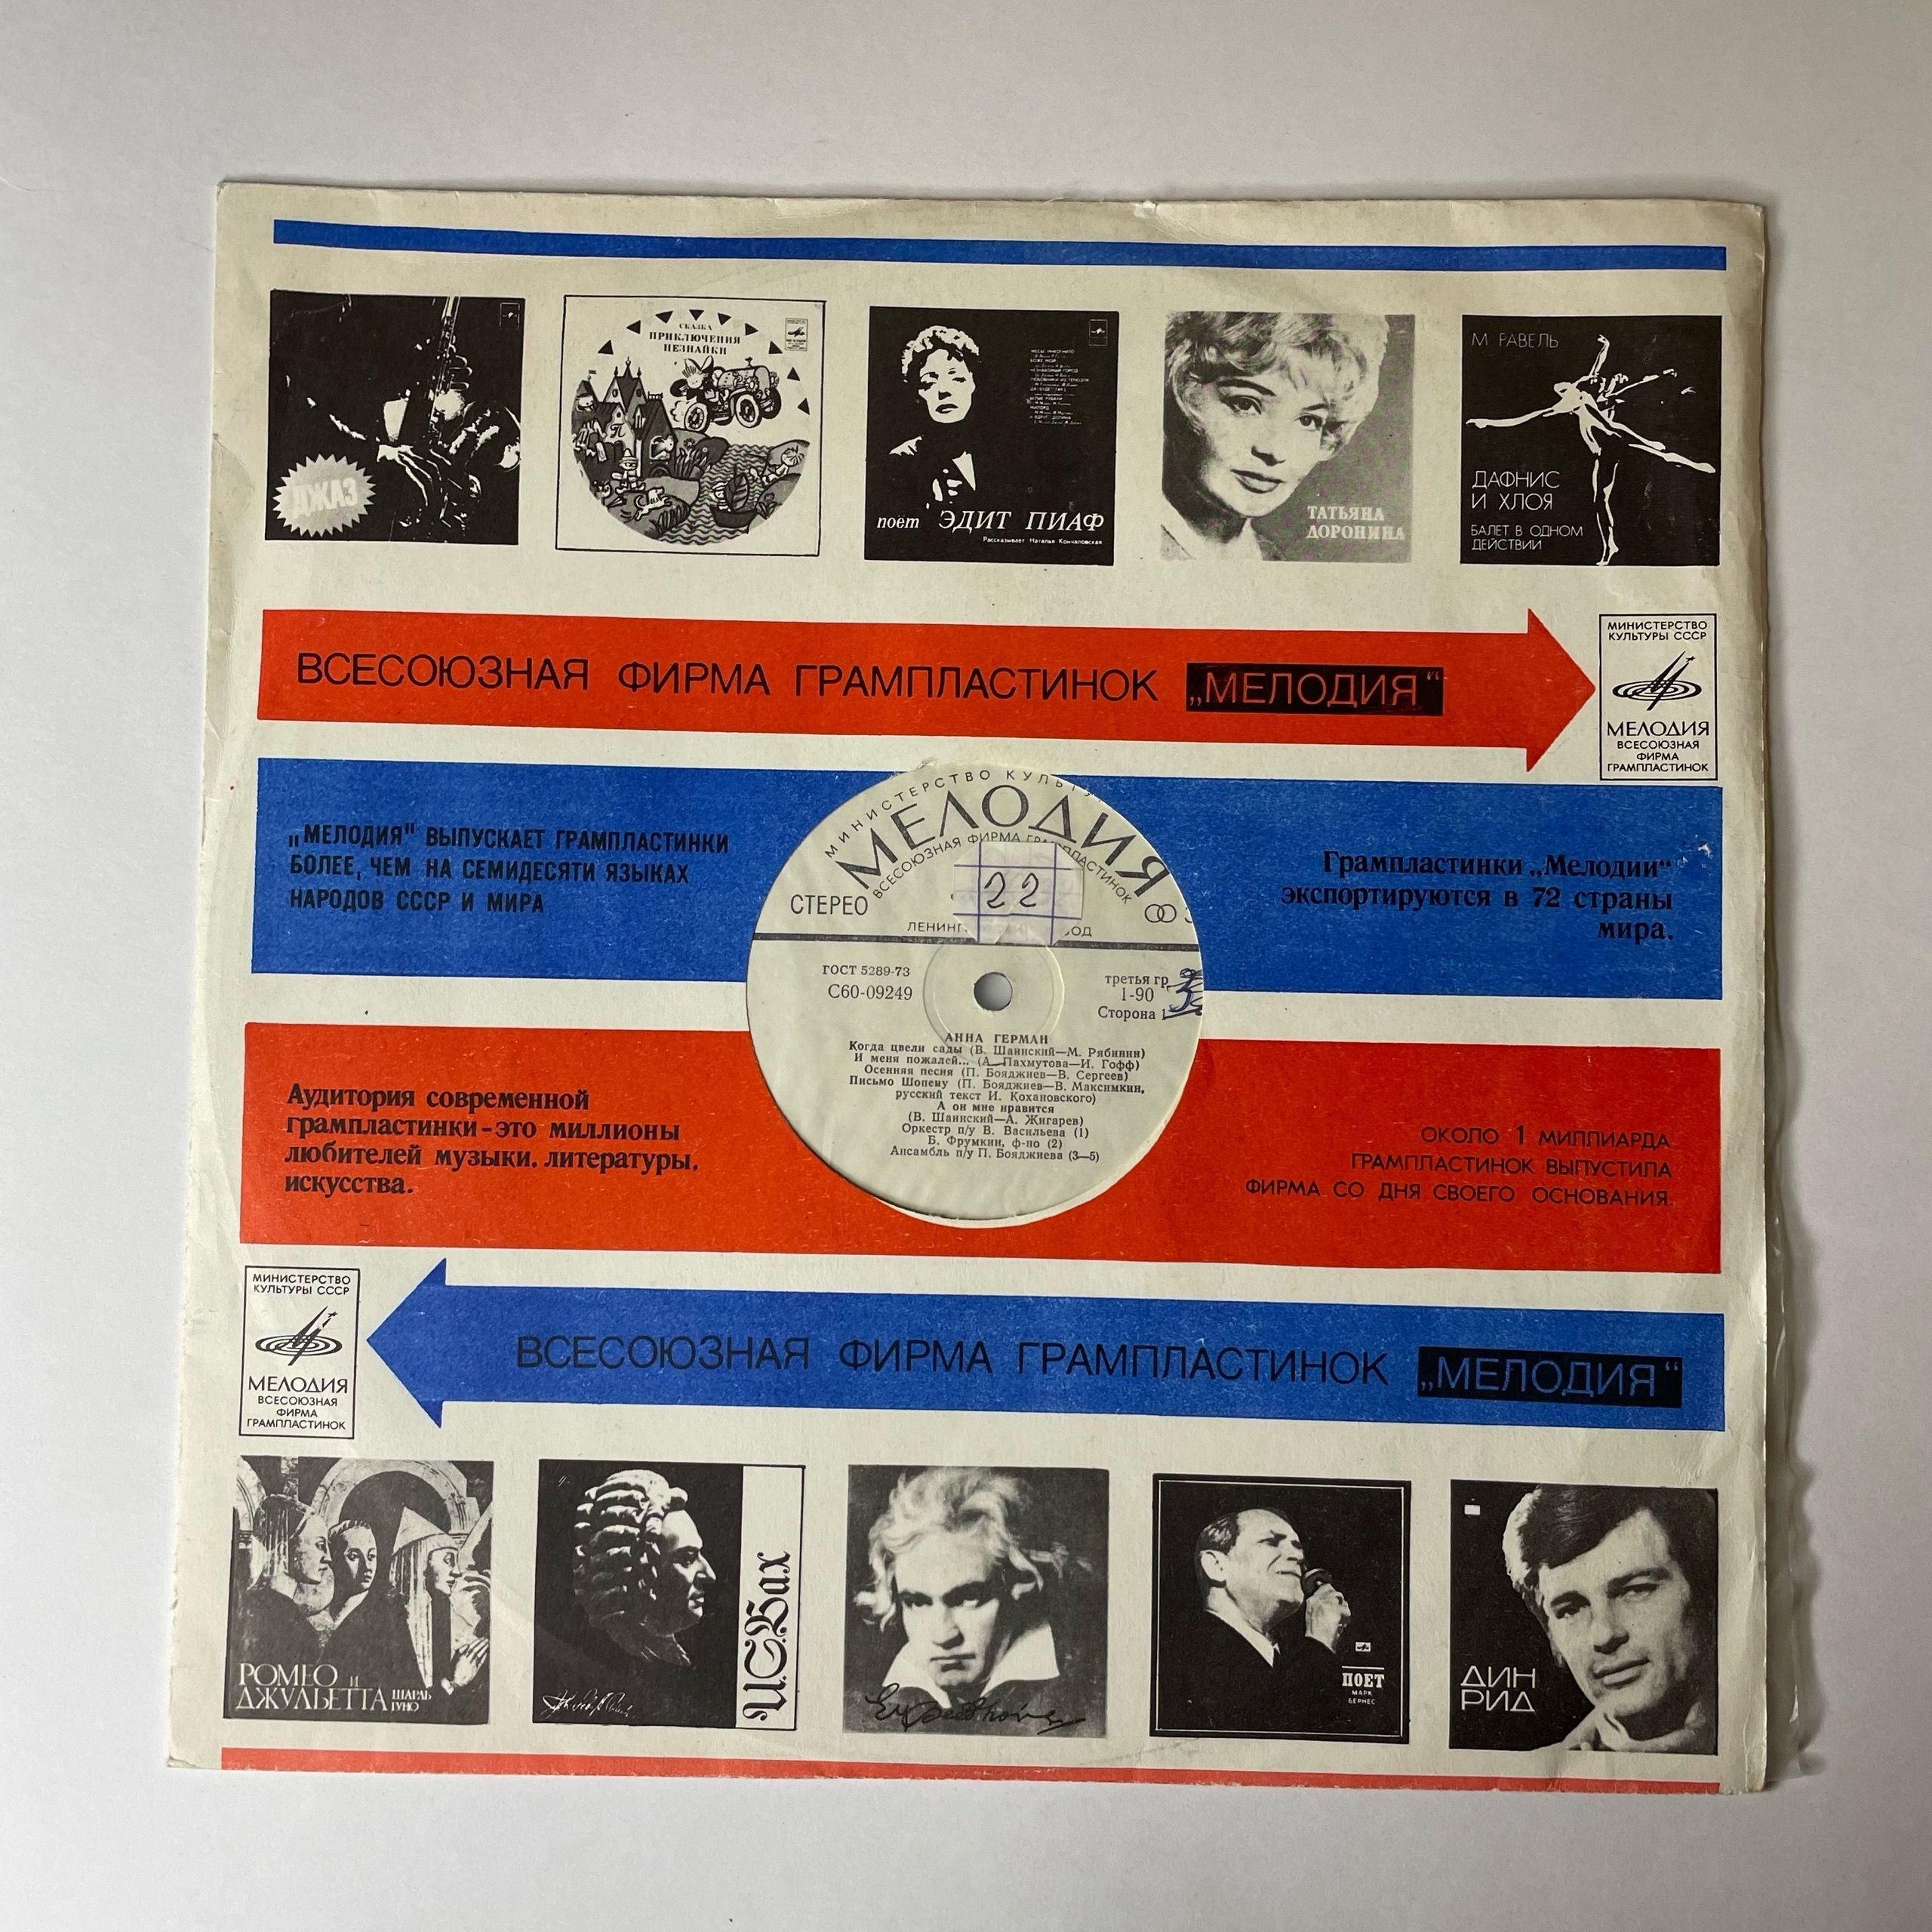 ДЖАЗ
СКАЗКА
ПРИКЛЮЧЕНИЯ
НЕЗНАЙКИ
поёт ЭДИТ ПИАФ
Рассказывает Наталья Кончаловская
ТАТЬЯНА
ДОРОНИНА
М РАВЕЛЬ
ДАФНИС
И ХЛОЯ
БАЛЕТ В ОДНОМ
ДЕЙСТВИИ
ВСЕСОЮЗНАЯ ФИРМА ГРАМПЛАСТИНОК „МЕЛОДИЯ“
МИНИСТЕРСТВО
КУЛЬТУРЫ СССР
МЕЛОДИЯ
ВСЕСОЮЗНАЯ
ФИРМА
ГРАМПЛАСТИНОК
„МЕЛОДИЯ" ВЫПУСКАЕТ ГРАМПЛАСТИНКИ
БОЛЕЕ, ЧЕМ НА СЕМИДЕСЯТИ ЯЗЫКАХ
НАРОДОВ СССР И МИРА
МИНИСТЕРСТВО КУЛЬТУ
МЕЛОДИЯ
ВСЕСОЮЗНАЯ ФИРМА ГРАМПЛАСТИНОК
22
СТЕРЕО
ЛЕНИНГ ОД
ГОСТ 5289-73
С60-09249
третья гр
1-90
Сторона 1
3
АННА ГЕРМАН
Когда цвели сады (В. Шаинский—М. Рябинин)
И меня пожалей... (А. Пахмутова—И. Гофф)
Осенняя песня (П. Бояджиев—В. Сергеев)
Письмо Шопену (П. Бояджиев—В. Максимкин,
русский текст И. Кохановского)
А он мне нравится
(В. Шаинский—А. Жигарев)
Оркестр п/у В. Васильева (1)
Б. Фрумкин, ф-но (2)
Ансамбль п/у П. Бояджиева (3—5)
Грампластинки „Мелодии“
экспортируются в 72 страны
мира.
Аудитория современной
грампластинки-это миллионы
любителей музыки, литературы,
искусства.
ОКОЛО 1 МИЛЛИАРДА
ГРАМПЛАСТИНОК ВЫПУСТИЛА
ФИРМА СО ДНЯ СВОЕГО ОСНОВАНИЯ.
МИНИСТЕРСТВО
КУЛЬТУРЫ СССР
МЕЛОДИЯ
ВСЕСОЮЗНАЯ
ФИРМА
ГРАМПЛАСТИНОК
ВСЕСОЮЗНАЯ ФИРМА ГРАМПЛАСТИНОК „МЕЛОДИЯ“
РОМЕО И
ДЖУЛЬЕТТА ШАРЛЬ
ГУНО
И.С.Бах
ПОЕТ
МАРК
БЕРНЕС
ДИН
РИД